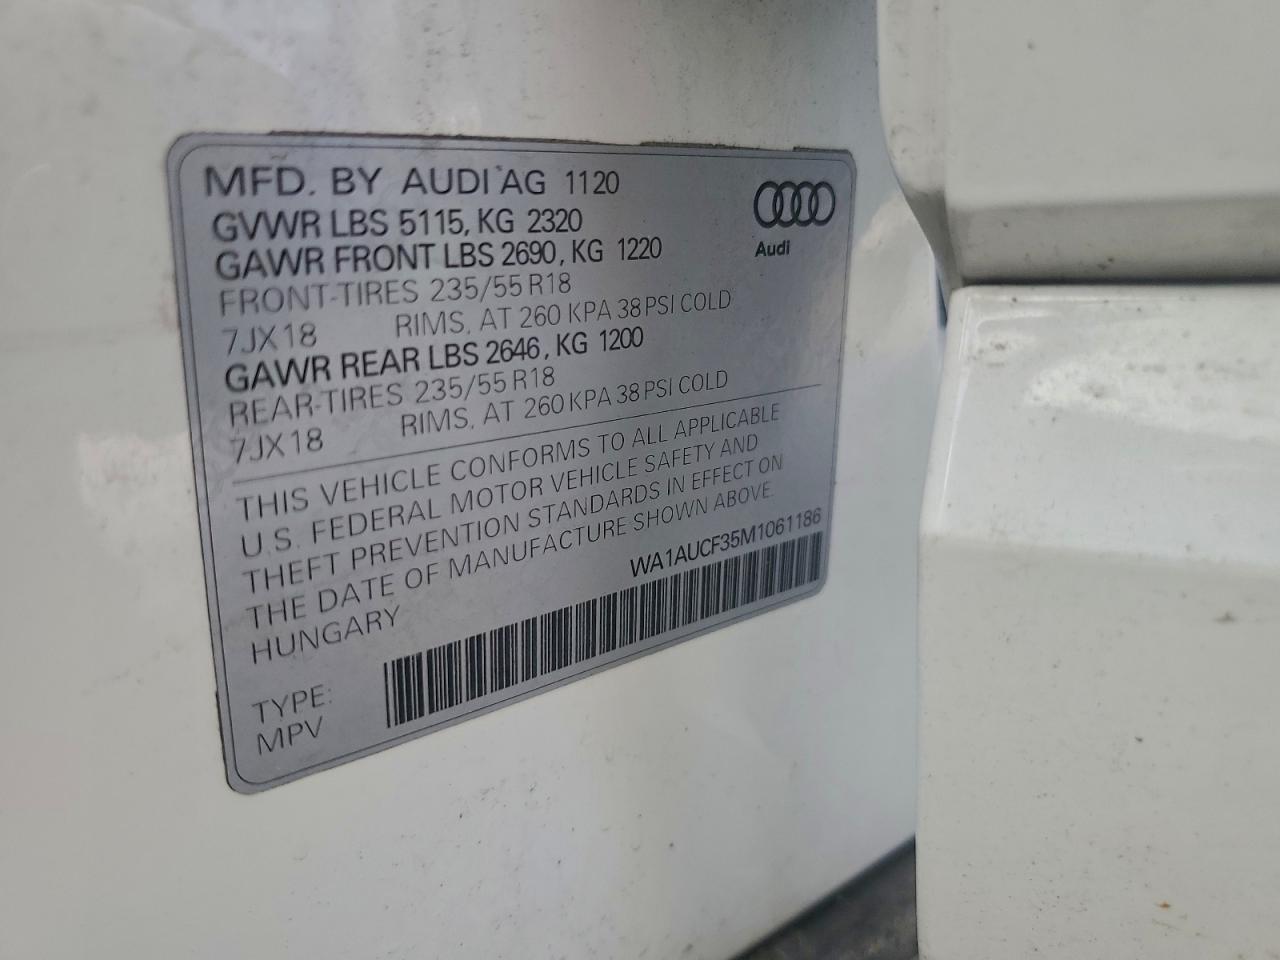 MFD. BY AUDI AG 1120
GVWR LBS 5115, KG 2320
GAWR FRONT LBS 2690, KG 1220
FRONT-TIRES 235/55 R18
7JX18 RIMS, AT 260 KPA 38 PSI COLD
GAWR REAR LBS 2646, KG 1200
REAR-TIRES 235/55 R18
7JX18 RIMS, AT 260 KPA 38 PSI COLD
Audi
THIS VEHICLE CONFORMS TO ALL APPLICABLE
U.S. FEDERAL MOTOR VEHICLE SAFETY AND
THEFT PREVENTION STANDARDS IN EFFECT ON
THE DATE OF MANUFACTURE SHOWN ABOVE.
HUNGARY
WA1AUCF35M1061186
TYPE:
MPV